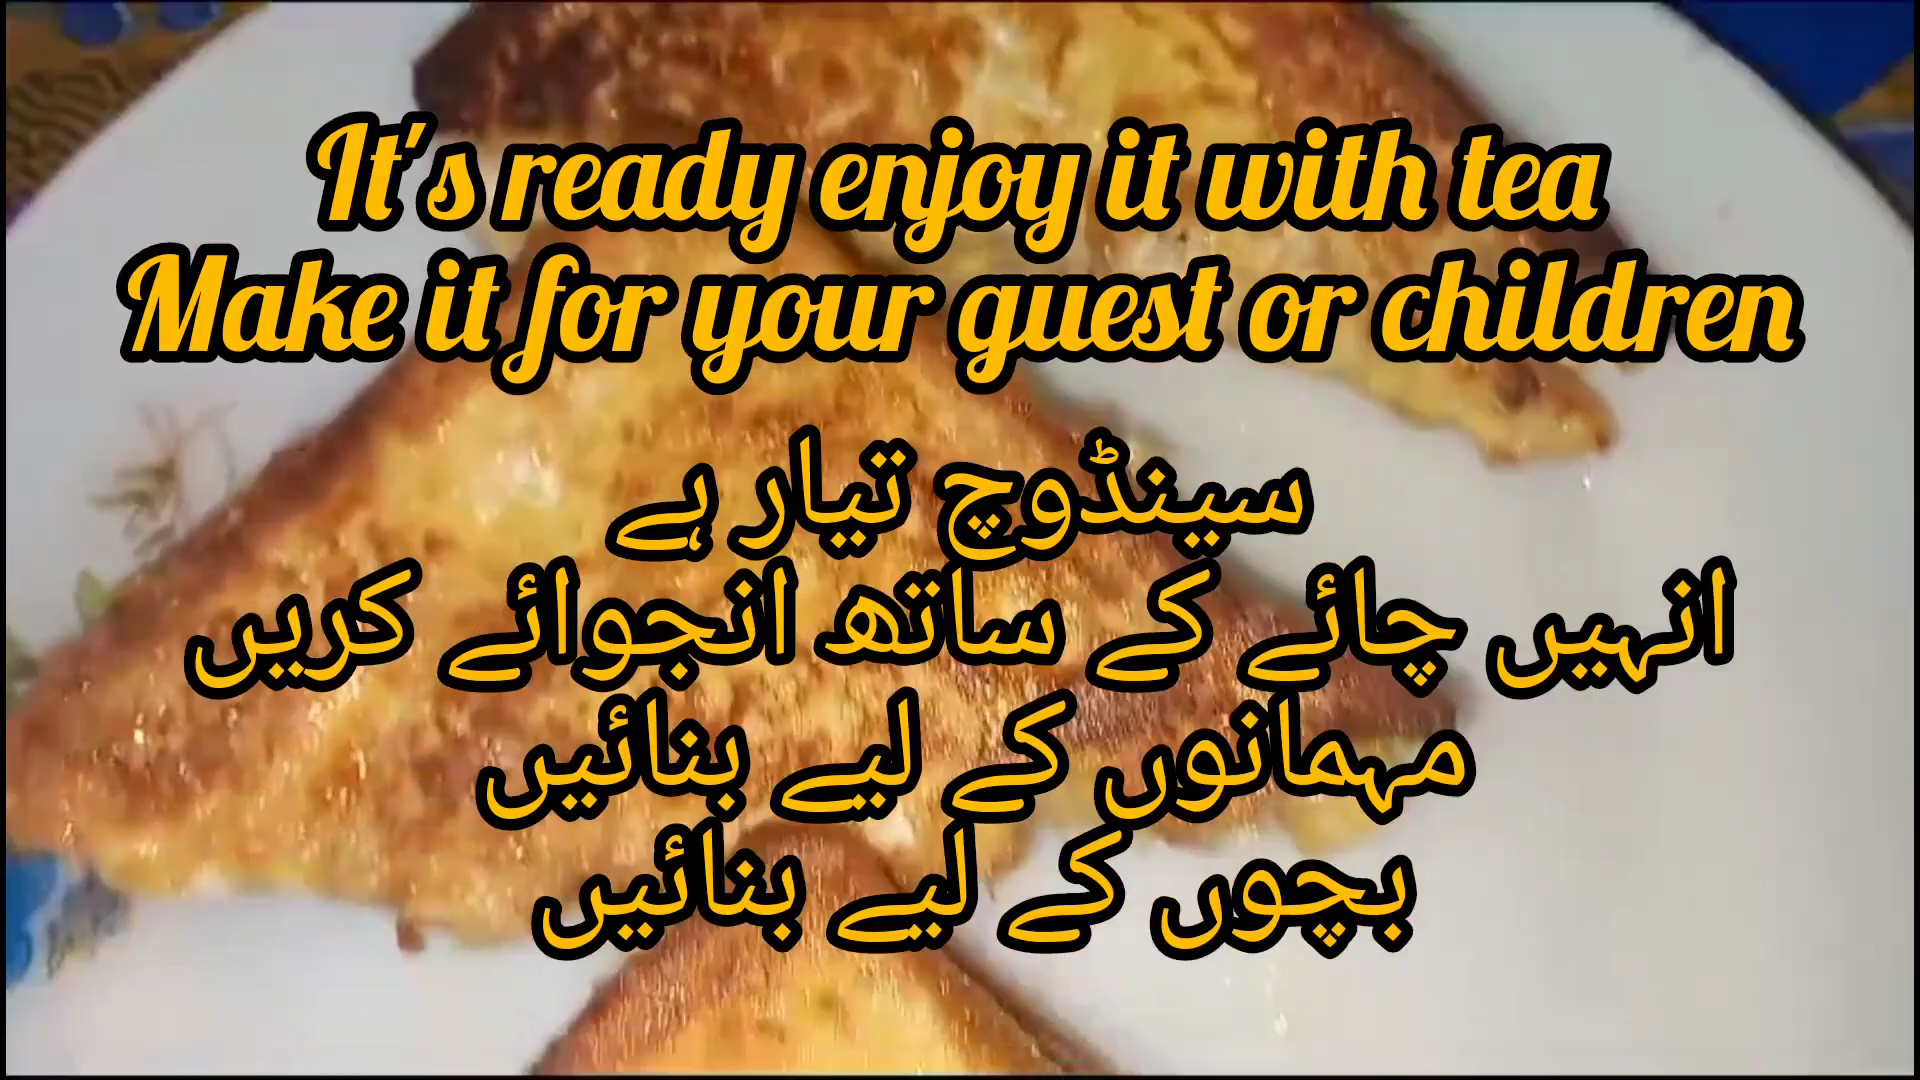 It's ready enjoy it with tea
Make it for your guest or children
سینڈوچ تیار ہے
انہیں چائے کے ساتھ انجوائے کریں
مہمانوں کے لیے بنائیں
بچوں کے لیے بنائیں